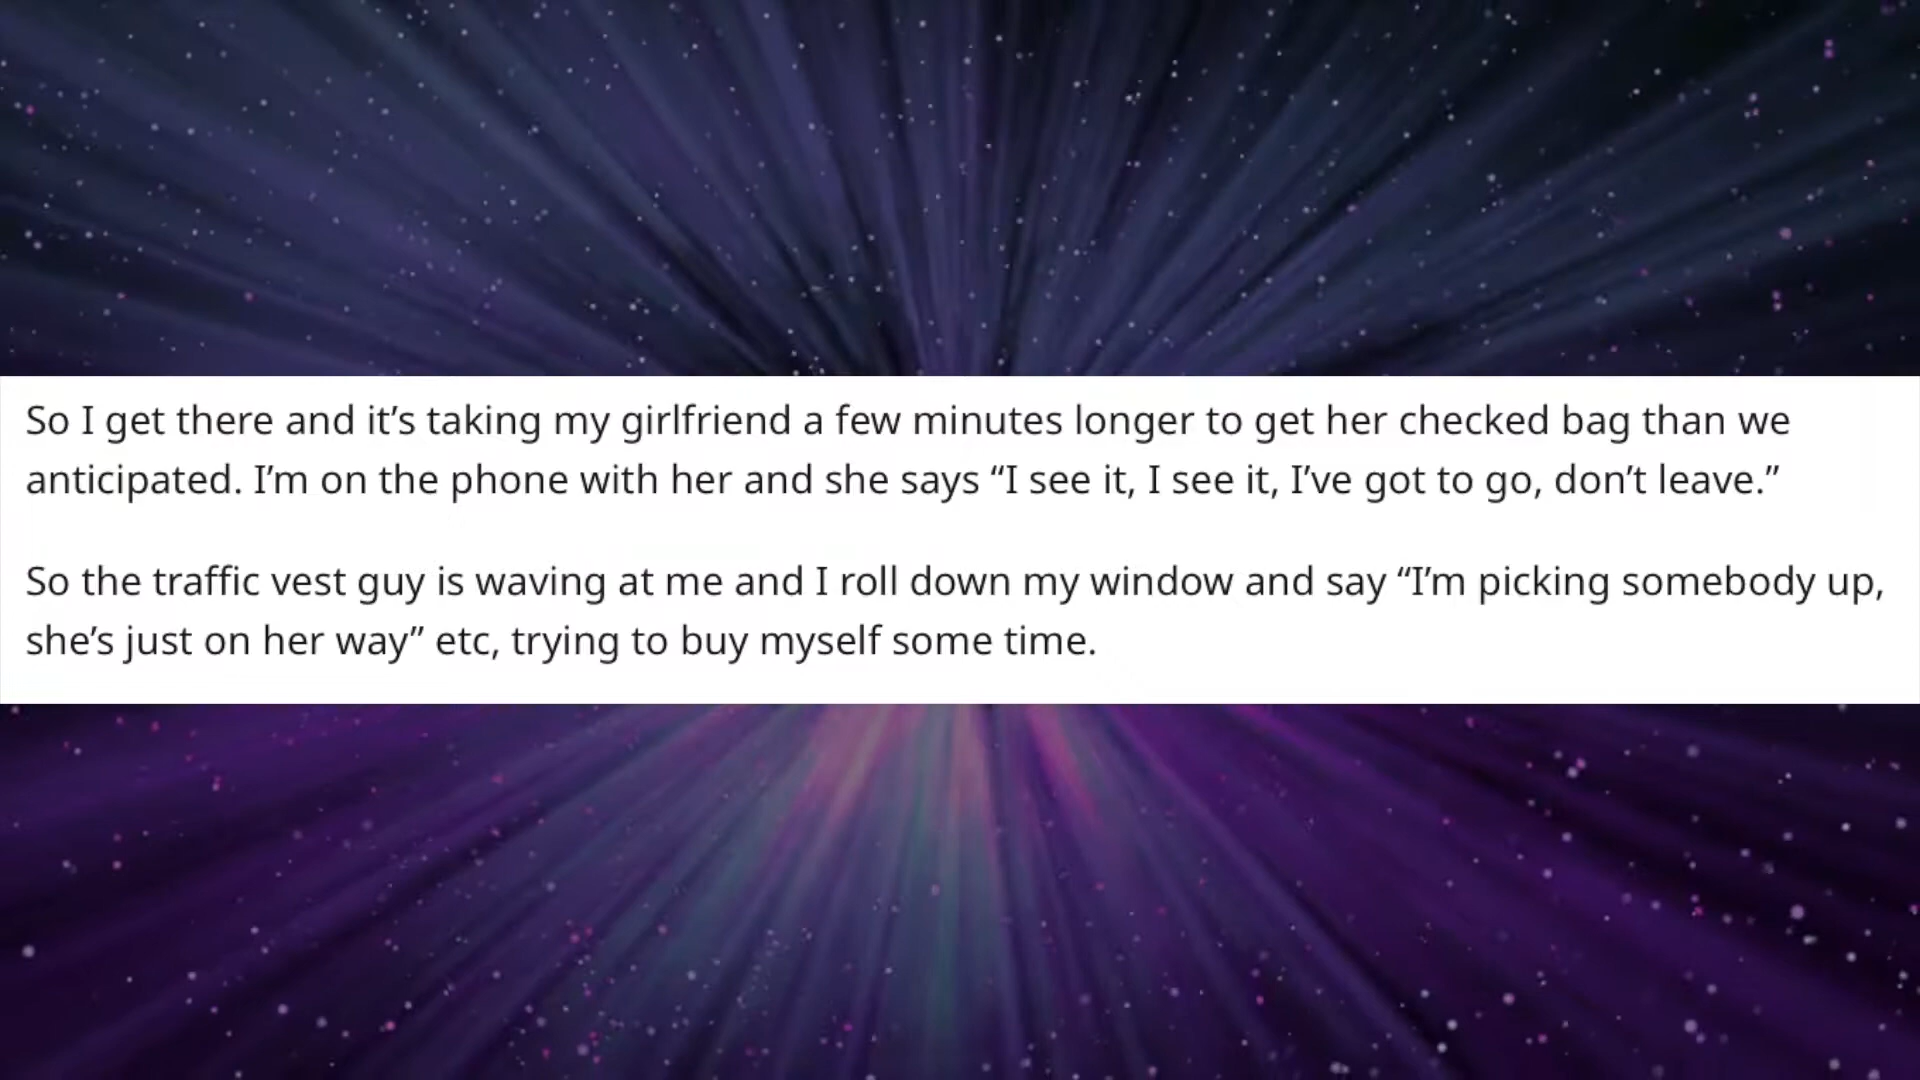 So I get there and it’s taking my girlfriend a few minutes longer to get her checked bag than we
anticipated. I’m on the phone with her and she says “I see it, I see it, I’ve got to go, don’t leave.”
So the traffic vest guy is waving at me and I roll down my window and say “I’m picking somebody up,
she’s just on her way” etc, trying to buy myself some time.